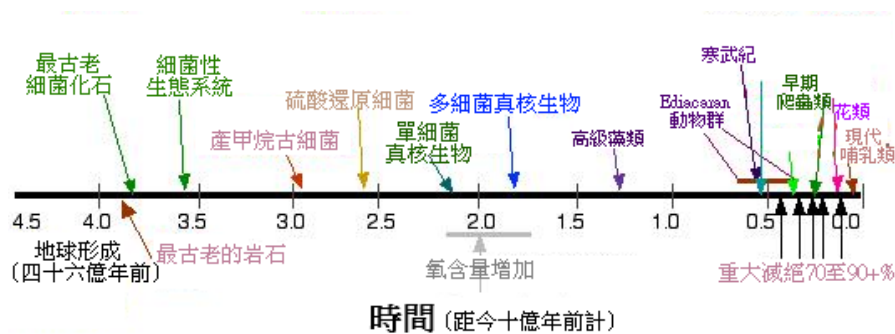 最古老
細菌化石
細菌性
生態系統
產甲烷古細菌
硫酸還原細菌
單細菌
真核生物
多細菌真核生物
高級藻類
寒武紀
Ediacaran
動物群
早期
爬蟲類
花類
現代
哺乳類
4.5 4.0 3.5 3.0 2.5 2.0 1.5 1.0 0.5 0.0
地球形成
(四十六億年前)
最古老的岩石
氧含量增加
重大滅絕70至90+%
時間 (距今十億年前計)